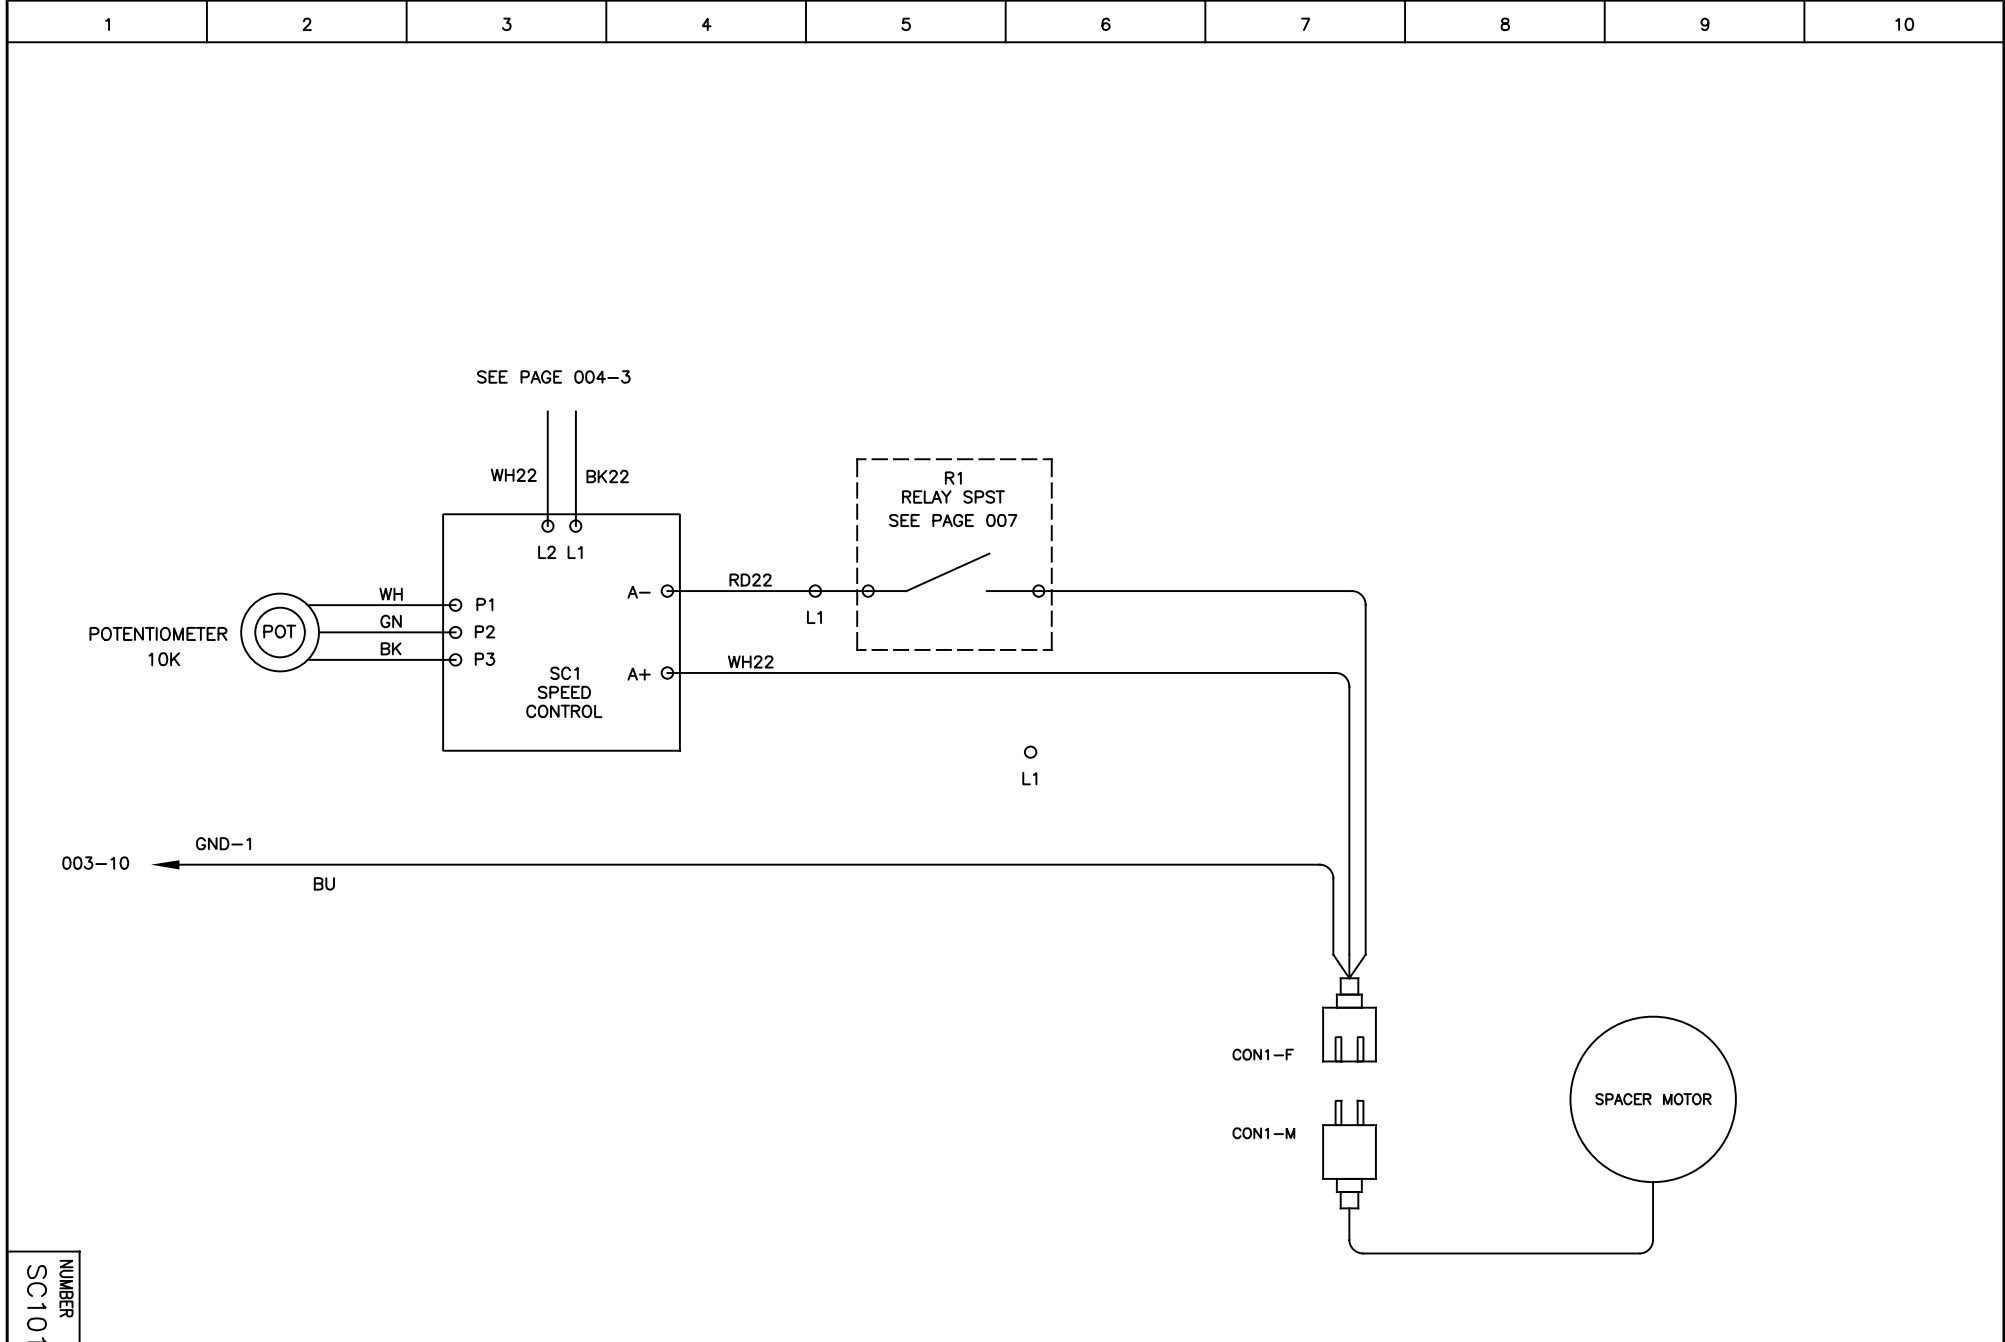 1 2 3 4 5 6 7 8 9 10
SEE PAGE 004-3
WH22 BK22
L2 L1
R1
RELAY SPST
SEE PAGE 007
A- RD22
L1
POTENTIOMETER
10K
POT
WH P1
GN P2
BK P3
SC1
SPEED
CONTROL
A+ WH22
L1
GND-1
003-10
BU
CON1-F
CON1-M
SPACER MOTOR
NUMBER
SC101